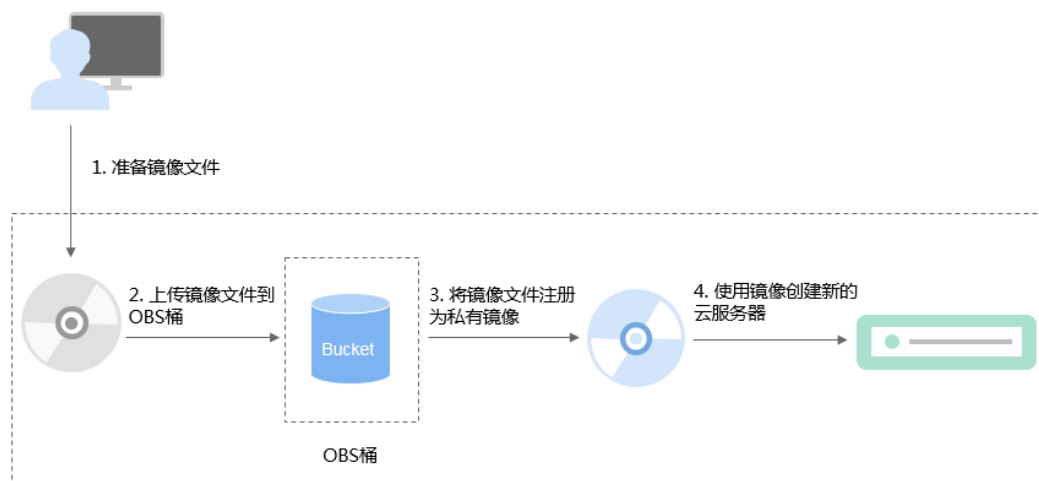 1. 准备镜像文件
2. 上传镜像文件到
OBS桶
Bucket
3. 将镜像文件注册
为私有镜像
4. 使用镜像创建新的
云服务器
OBS桶